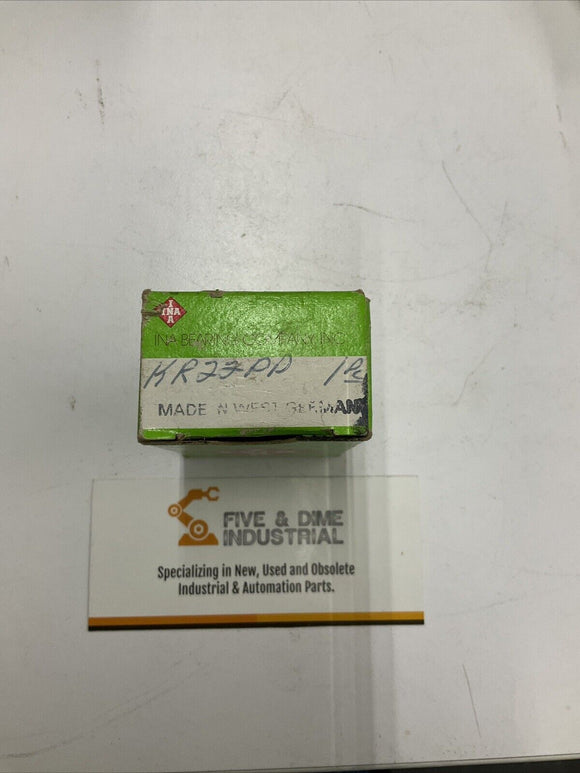 INA
INA BEARING COMPANY, INC.
KR22PP 1 Pc
MADE IN WEST GERMANY
FIVE & DIME
INDUSTRIAL
Specializing in New, Used and Obsolete
Industrial & Automation Parts.